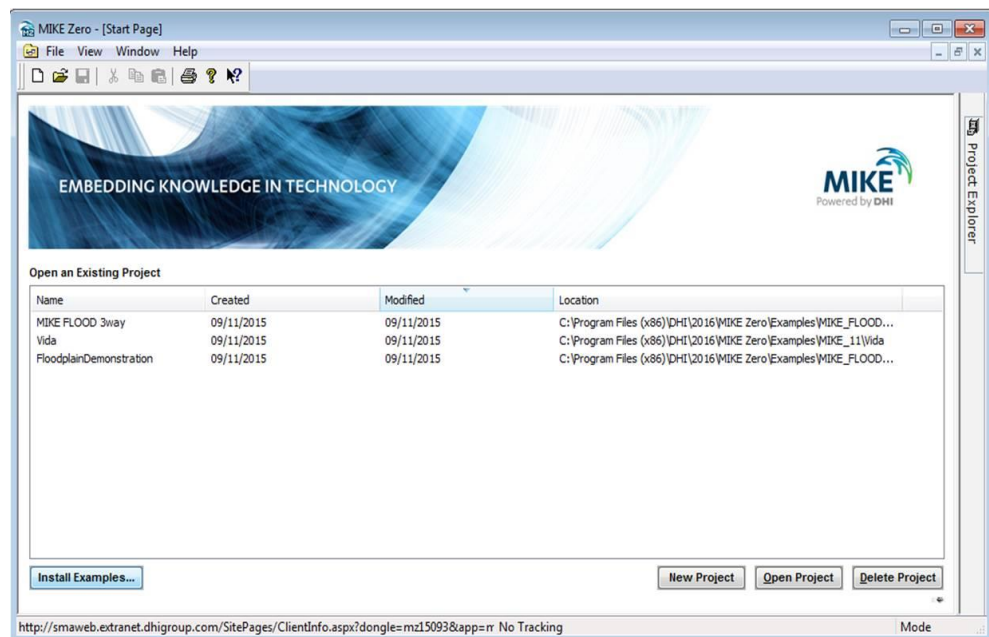 MIKE Zero - [Start Page]
File View Window Help
EMBEDDING KNOWLEDGE IN TECHNOLOGY
MIKE
Powered by DHI
Project Explorer
Open an Existing Project
Name Created Modified Location
MIKE FLOOD 3way 09/11/2015 09/11/2015 C:\Program Files (x86)\DHI\2016\MIKE Zero\Examples\MIKE_FLOOD...
Vida 09/11/2015 09/11/2015 C:\Program Files (x86)\DHI\2016\MIKE Zero\Examples\MIKE_11\Vida
FloodplainDemonstration 09/11/2015 09/11/2015 C:\Program Files (x86)\DHI\2016\MIKE Zero\Examples\MIKE_FLOOD...
Install Examples... New Project Open Project Delete Project
http://smaweb.extranet.dhigroup.com/SitePages/ClientInfo.aspx?dongle=mz15093&app=m No Tracking Mode